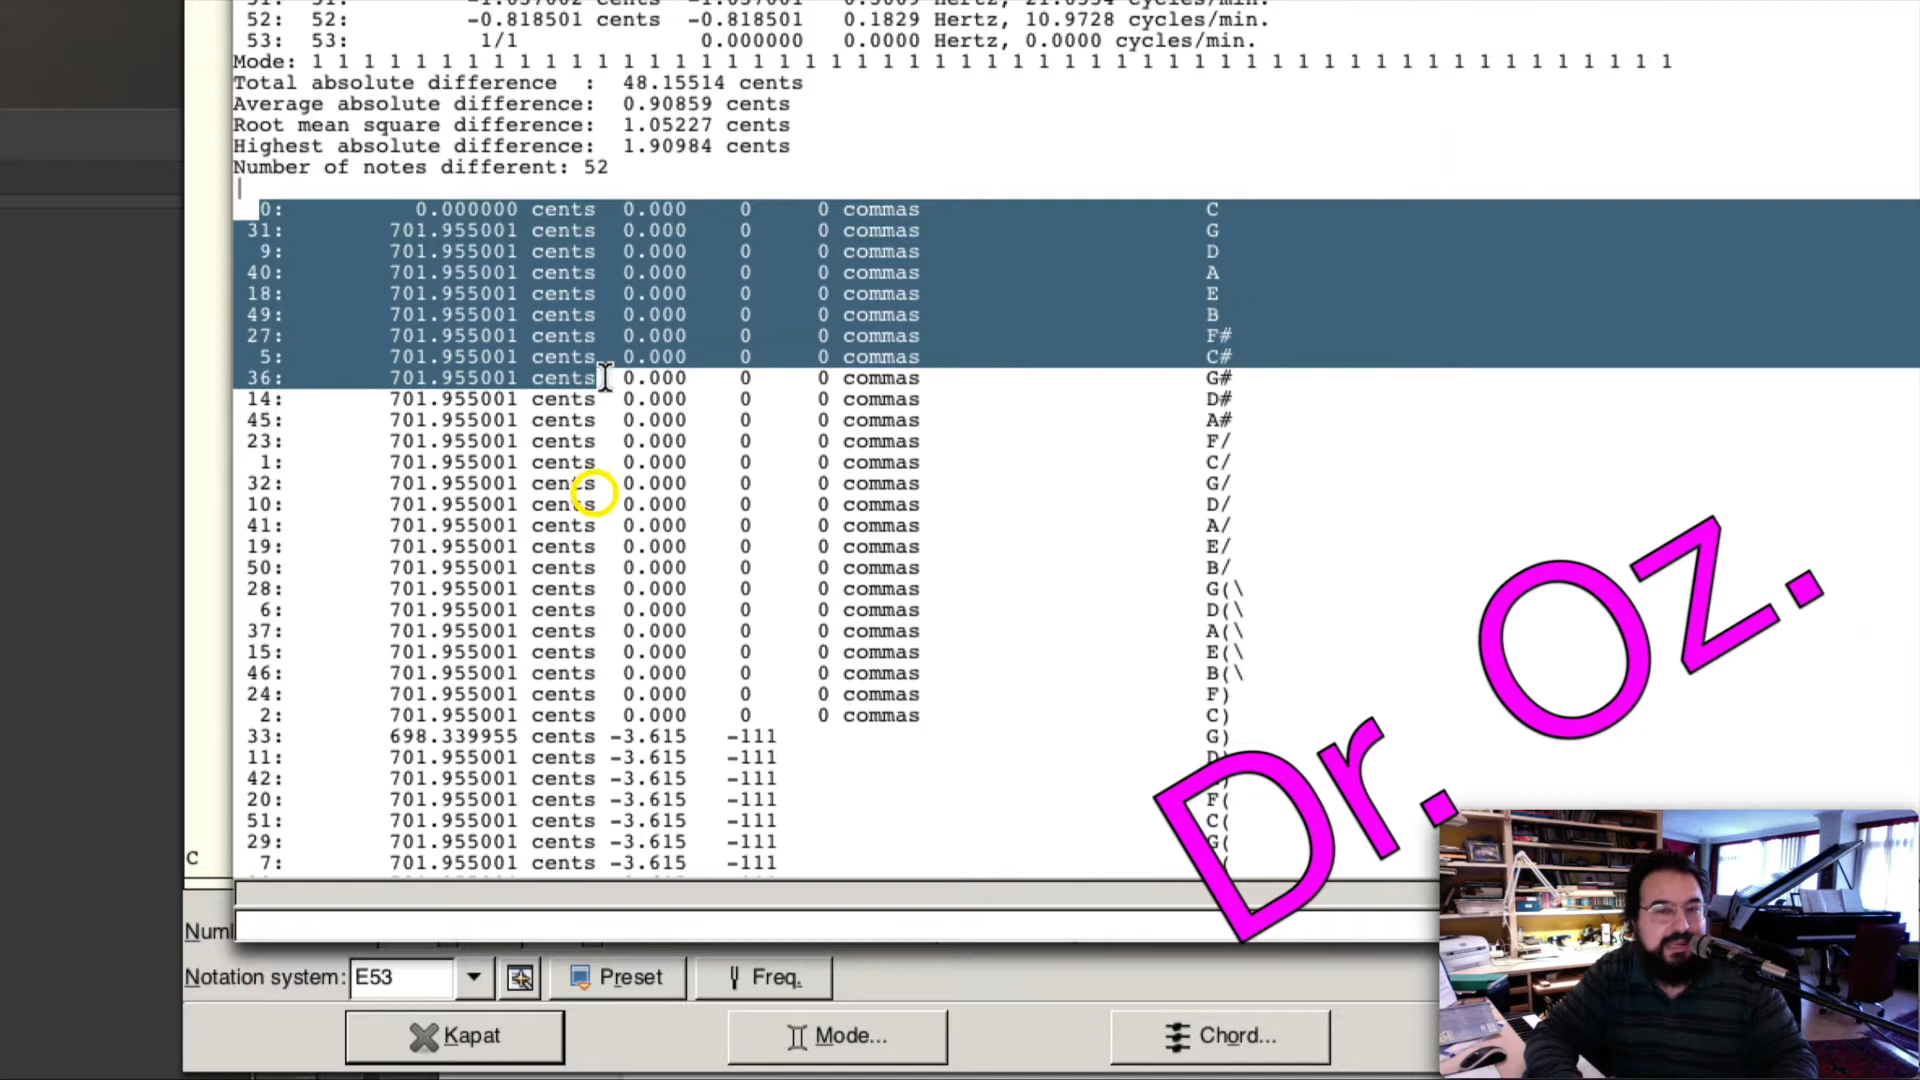 52: 52: -0.818501 cents -0.818501 0.1829 Hertz, 10.9728 cycles/min.
53: 53: 1/1 0.000000 0.0000 Hertz, 0.0000 cycles/min.
Mode: 1 1 1 1 1 1 1 1 1 1 1 1 1 1 1 1 1 1 1 1 1 1 1 1 1 1 1 1 1 1 1 1 1 1 1 1 1 1 1 1 1 1 1 1 1 1 1 1 1 1 1 1 1
Total absolute difference : 48.15514 cents
Average absolute difference: 0.90859 cents
Root mean square difference: 1.05227 cents
Highest absolute difference: 1.90984 cents
Number of notes different: 52
0: 0.000000 cents 0.000 0 0 commas C
31: 701.955001 cents 0.000 0 0 commas G
9: 701.955001 cents 0.000 0 0 commas D
40: 701.955001 cents 0.000 0 0 commas A
18: 701.955001 cents 0.000 0 0 commas E
49: 701.955001 cents 0.000 0 0 commas B
27: 701.955001 cents 0.000 0 0 commas F#
5: 701.955001 cents 0.000 0 0 commas C#
36: 701.955001 cents 0.000 0 0 commas G#
14: 701.955001 cents 0.000 0 0 commas D#
45: 701.955001 cents 0.000 0 0 commas A#
23: 701.955001 cents 0.000 0 0 commas F/
1: 701.955001 cents 0.000 0 0 commas C/
32: 701.955001 cents 0.000 0 0 commas G/
10: 701.955001 cents 0.000 0 0 commas D/
41: 701.955001 cents 0.000 0 0 commas A/
19: 701.955001 cents 0.000 0 0 commas E/
50: 701.955001 cents 0.000 0 0 commas B/
28: 701.955001 cents 0.000 0 0 commas G(\
6: 701.955001 cents 0.000 0 0 commas D(\
37: 701.955001 cents 0.000 0 0 commas A(\
15: 701.955001 cents 0.000 0 0 commas E(\
46: 701.955001 cents 0.000 0 0 commas B(\
24: 701.955001 cents 0.000 0 0 commas F)
2: 701.955001 cents 0.000 0 0 commas C)
33: 698.339955 cents -3.615 -111 G)
11: 701.955001 cents -3.615 -111
42: 701.955001 cents -3.615 -111
20: 701.955001 cents -3.615 -111 F(
51: 701.955001 cents -3.615 -111 C(
29: 701.955001 cents -3.615 -111 G(
7: 701.955001 cents -3.615 -111
C
Dr. Oz.
Notation system: E53 Preset Freq.
Kapat Mode... Chord...